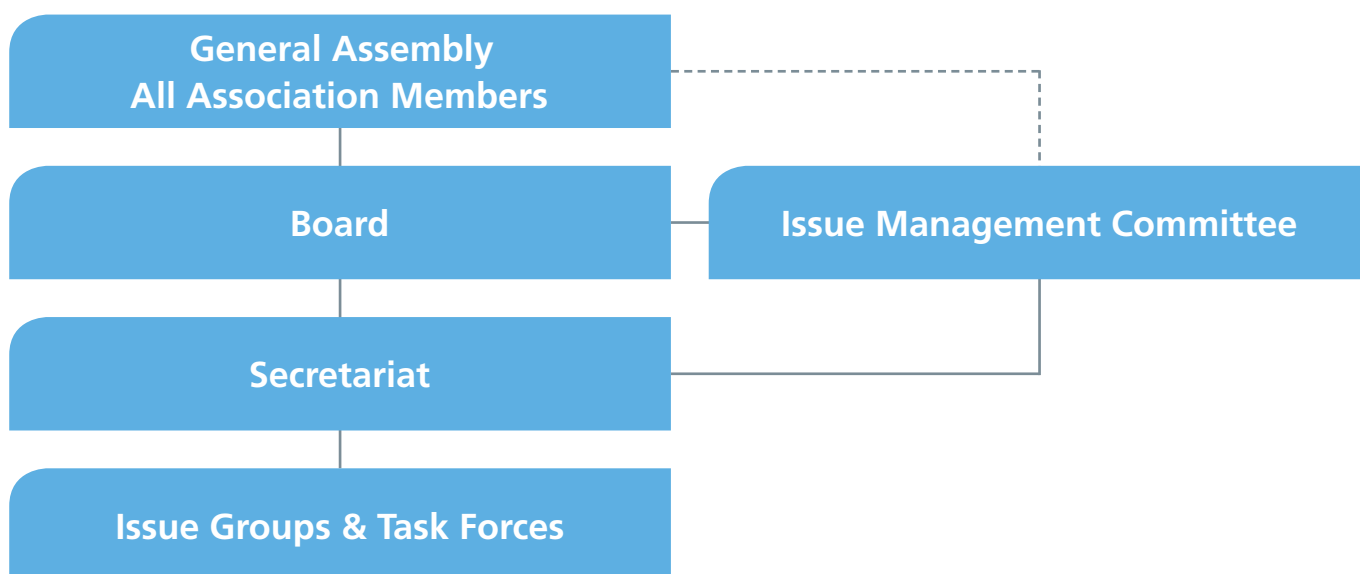 General Assembly
All Association Members
Board
Issue Management Committee
Secretariat
Issue Groups & Task Forces